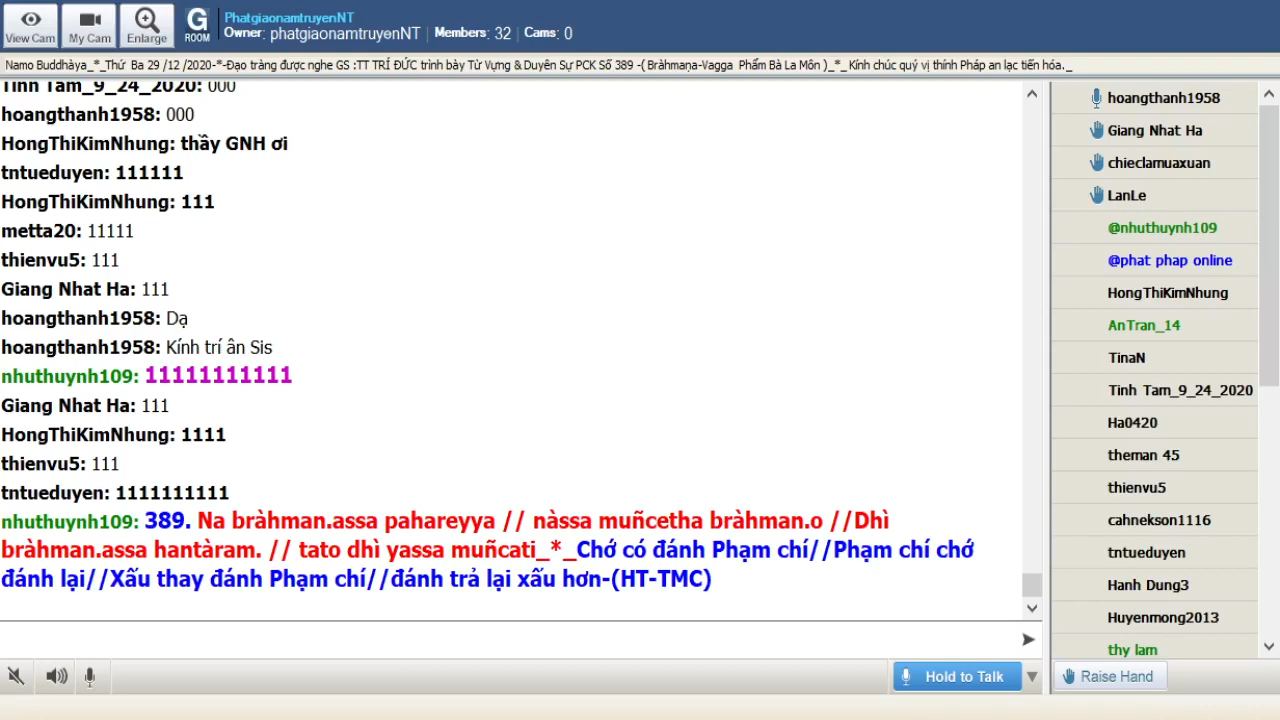 View Cam
My Cam
Enlarge
G
ROOM
PhatgiaonamtruyenNT
Owner: phatgiaonamtruyenNT | Members: 32 | Cams: 0
Namo Buddhàya_*_Thứ Ba 29 /12 /2020-*-Đạo tràng được nghe GS :TT TRÍ ĐỨC trình bày Từ Vựng & Duyên Sự PCK Số 389 -( Bràhmaṇa-Vagga Phẩm Bà La Môn )_*_ Kính chúc quý vị thính Pháp an lạc tiến hóa._
Tinh Tam_9_24_2020: 000
hoangthanh1958: 000
HongThiKimNhung: thầy GNH ơi
tntueduyen: 111111
HongThiKimNhung: 111
metta20: 11111
thienvu5: 111
Giang Nhat Ha: 111
hoangthanh1958: Dạ
hoangthanh1958: Kính trí ân Sis
nhuthuynh109: 11111111111
Giang Nhat Ha: 111
HongThiKimNhung: 1111
thienvu5: 111
tntueduyen: 1111111111
nhuthuynh109: 389. Na bràhman.assa pahareyya // nàssa muñcetha bràhman.o //Dhì
bràhman.assa hantàram. // tato dhì yassa muñcati_*_Chớ có đánh Phạm chí//Phạm chí chớ
đánh lại//Xấu thay đánh Phạm chí//đánh trả lại xấu hơn-(HT-TMC)
Hold to Talk
hoangthanh1958
Giang Nhat Ha
chieclamuaxuan
LanLe
@nhuthuynh109
@phat phap online
HongThiKimNhung
AnTran_14
TinaN
Tinh Tam_9_24_2020
Ha0420
theman 45
thienvu5
cahnekson1116
tntueduyen
Hanh Dung3
Huyenmong2013
thy lam
Raise Hand